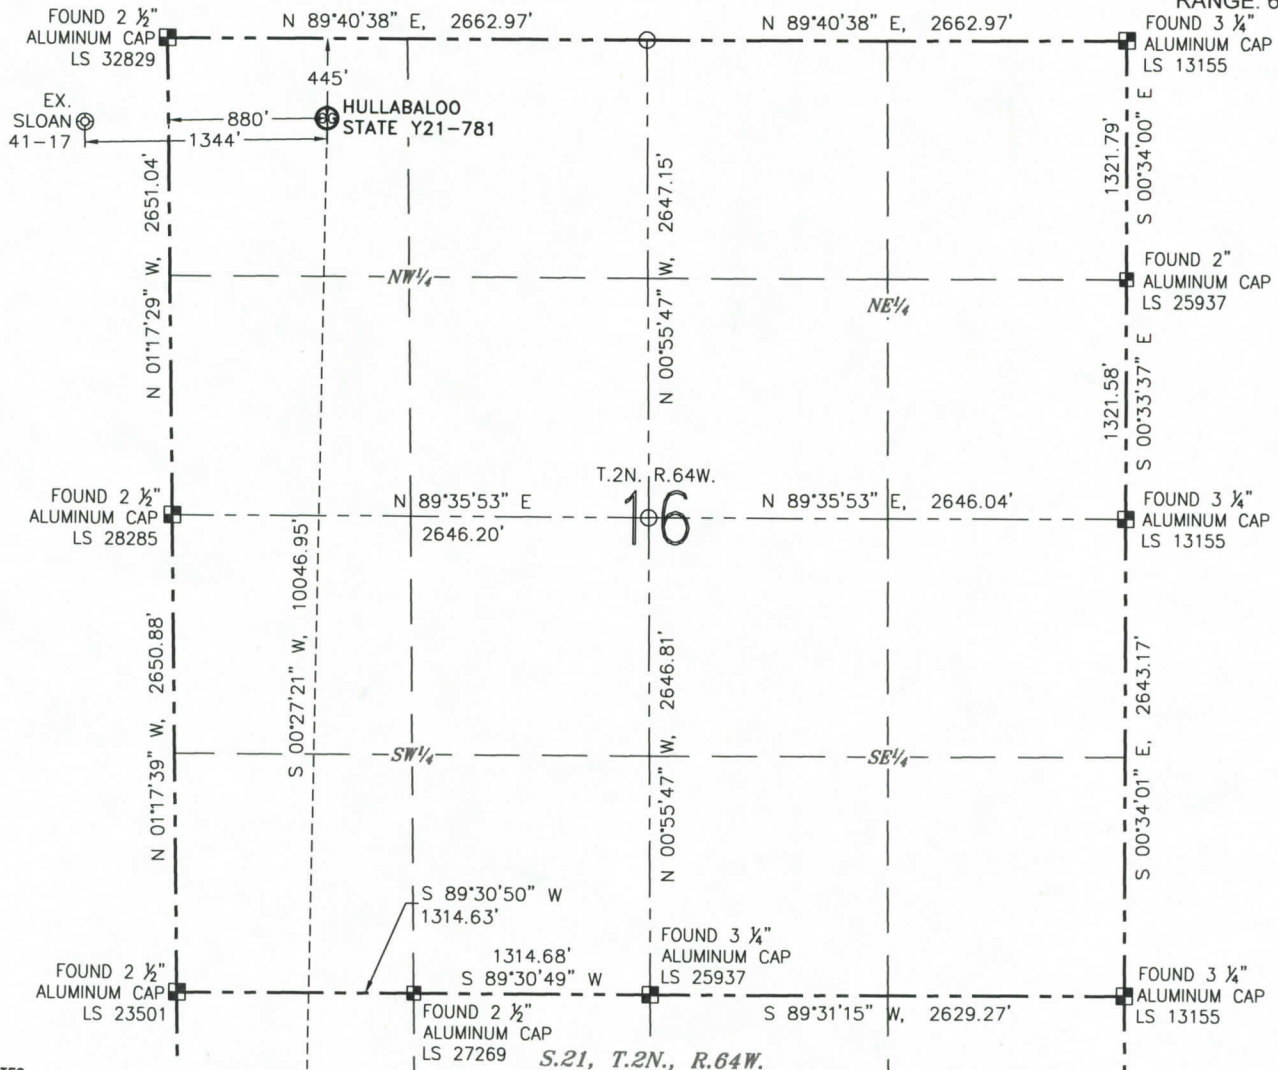 RANGE: 6
FOUND 2 ½"
ALUMINUM CAP
LS 32829
N 89°40'38" E, 2662.97'
N 89°40'38" E, 2662.97'
FOUND 3 ¼"
ALUMINUM CAP
LS 13155
445'
EX.
SLOAN
41-17
880'
1344'
HULLABALOO
STATE Y21-781
N 01°17'29" W, 2651.04'
N 00°55'47" W, 2647.15'
1321.79'
S 00°34'00" E
NW¼
NE¼
FOUND 2"
ALUMINUM CAP
LS 25937
1321.58'
S 00°33'37" E
T.2N. R.64W.
16
FOUND 2 ½"
ALUMINUM CAP
LS 28285
N 89°35'53" E
2646.20'
N 89°35'53" E, 2646.04'
FOUND 3 ¼"
ALUMINUM CAP
LS 13155
S 00°27'21" W, 10046.95'
N 01°17'39" W, 2650.88'
N 00°55'47" W, 2646.81'
S 00°34'01" E, 2643.17'
SW¼
SE¼
S 89°30'50" W
1314.63'
1314.68'
S 89°30'49" W
FOUND 3 ¼"
ALUMINUM CAP
LS 25937
FOUND 2 ½"
ALUMINUM CAP
LS 23501
FOUND 2 ½"
ALUMINUM CAP
LS 27269
S 89°31'15" W, 2629.27'
FOUND 3 ¼"
ALUMINUM CAP
LS 13155
S.21, T.2N., R.64W.